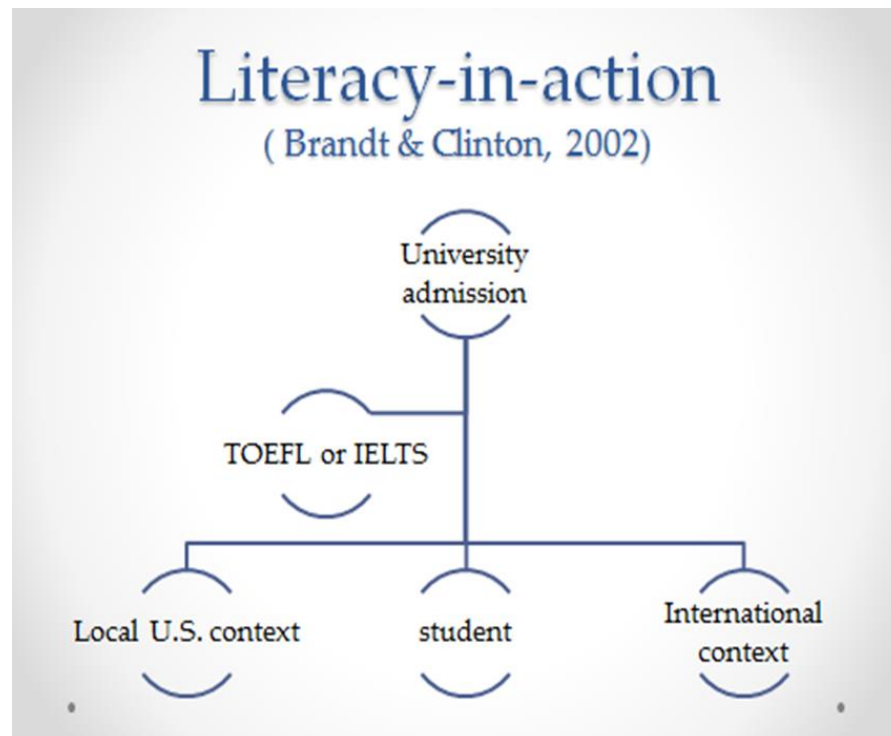 Literacy-in-action
( Brandt & Clinton, 2002)
University
admission
TOEFL or IELTS
Local U.S. context
student
International
context